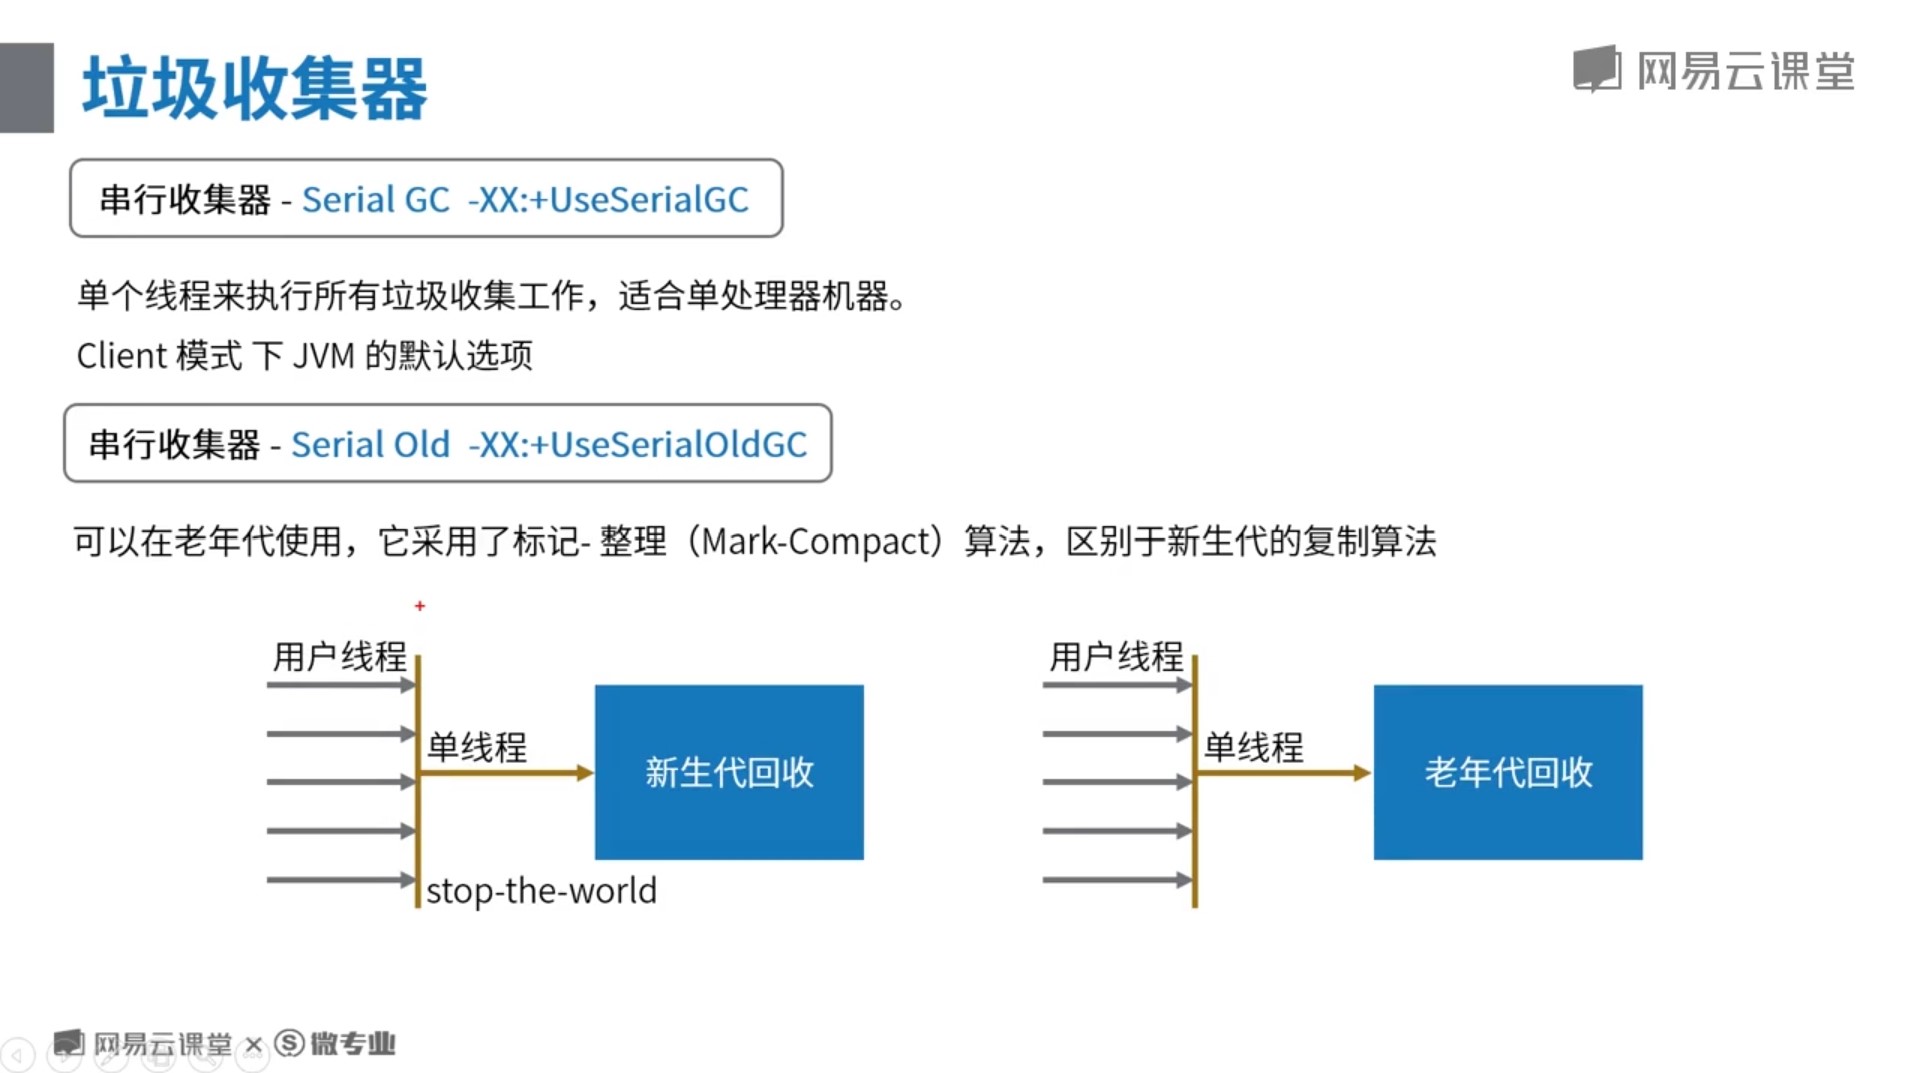 垃圾收集器
网易云课堂
串行收集器 - Serial GC -XX:+UseSerialGC
单个线程来执行所有垃圾收集工作，适合单处理器机器。
Client 模式 下 JVM 的默认选项
串行收集器 - Serial Old -XX:+UseSerialOldGC
可以在老年代使用，它采用了标记- 整理（Mark-Compact）算法，区别于新生代的复制算法
用户线程
单线程
新生代回收
stop-the-world
用户线程
单线程
老年代回收
网易云课堂 × 微专业